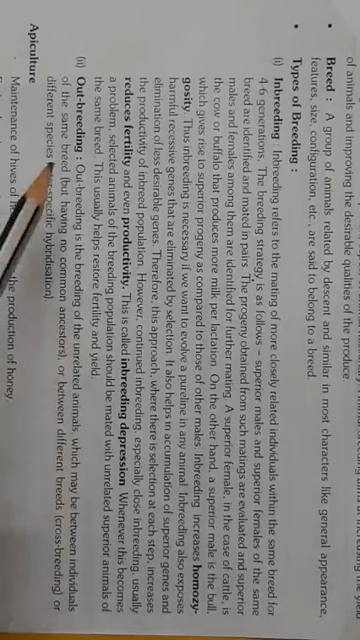 of animals and improving the desirable qualities of the produce
• Breed : A group of animals related by descent and similar in most characters like general appearance,
features, size, configuration, etc., are said to belong to a breed.
• Types of Breeding :
(i) Inbreeding : Inbreeding refers to the mating of more closely related individuals within the same breed for
4-6 generations. The breeding strategy is as follows – superior males and superior females of the same
breed are identified and mated in pairs. The progeny obtained from such matings are evaluated and superior
males and females among them are identified for further mating. A superior female, in the case of cattle, is
the cow or buffalo that produces more milk per lactation. On the other hand, a superior male is the bull,
which gives rise to superior progeny as compared to those of other males. Inbreeding increases homozy-
gosity. Thus inbreeding is necessary if we want to evolve a pureline in any animal. Inbreeding also exposes
harmful recessive genes that are eliminated by selection. It also helps in accumulation of superior genes and
elimination of less desirable genes. Therefore, this approach, where there is selection at each step, increases
the productivity of inbred population. However, continued inbreeding, especially close inbreeding, usually
reduces fertility and even productivity. This is called inbreeding depression. Whenever this becomes
a problem, selected animals of the breeding population should be mated with unrelated superior animals of
the same breed. This usually helps restore fertility and yield.
(ii) Out-breeding : Out-breeding is the breeding of the unrelated animals, which may be between individuals
of the same breed (but having no common ancestors), or between different breeds (cross-breeding) or
different species specific hybridisation).
Apiculture
Maintenance of hives of the production of honey.